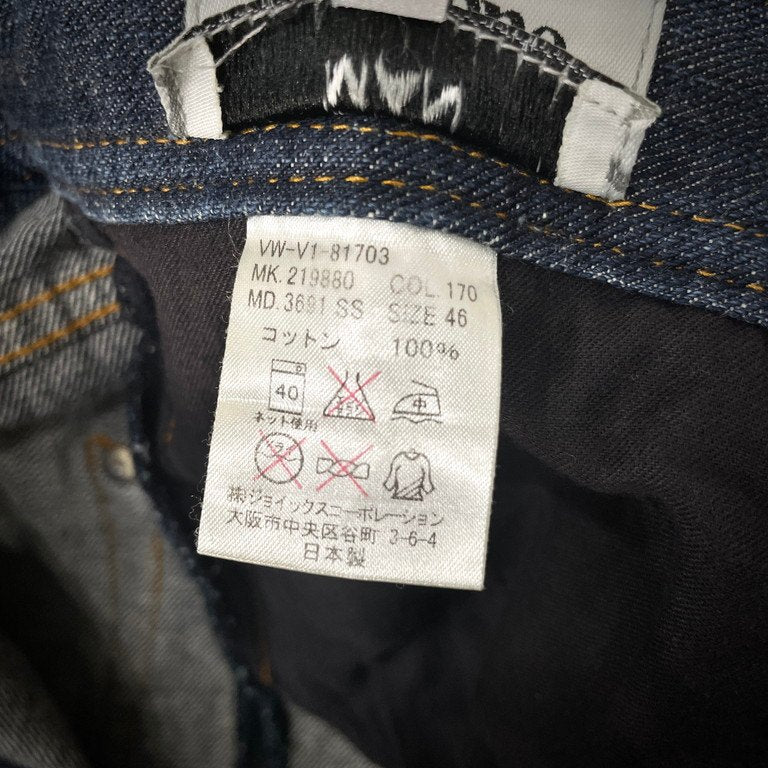 MAN
VW-V1-81703
MK. 219880 COL. 170
MD. 3691 SS SIZE 46
コットン 100%
40 中
ネット使用
㈱ジョイックスコーポレーション
大阪市中央区谷町 3-6-4
日本製